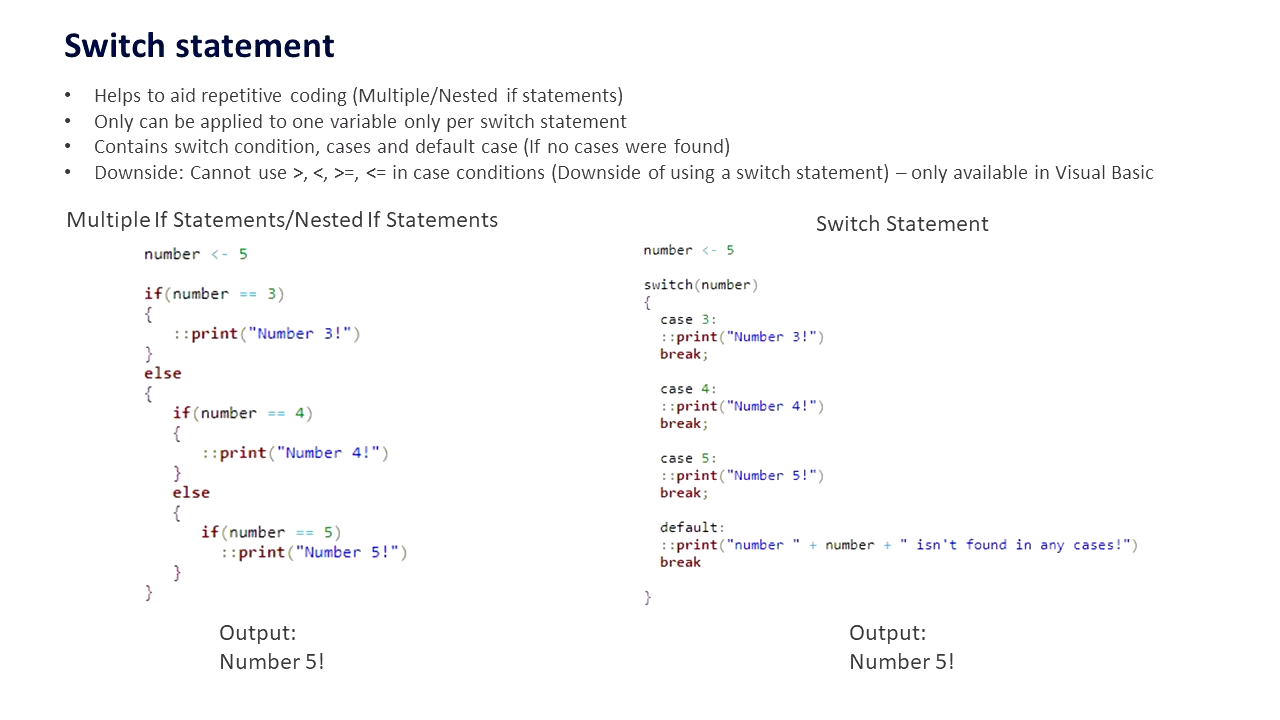 Switch statement
• Helps to aid repetitive coding (Multiple/Nested if statements)
• Only can be applied to one variable only per switch statement
• Contains switch condition, cases and default case (If no cases were found)
• Downside: Cannot use >, <, >=, <= in case conditions (Downside of using a switch statement) – only available in Visual Basic
Multiple If Statements/Nested If Statements
number <- 5
if(number == 3)
{
::print("Number 3!")
}
else
{
if(number == 4)
{
::print("Number 4!")
}
else
{
if(number == 5)
::print("Number 5!")
}
}
Output:
Number 5!
Switch Statement
number <- 5
switch(number)
{
case 3:
::print("Number 3!")
break;
case 4:
::print("Number 4!")
break;
case 5:
::print("Number 5!")
break;
default:
::print("number " + number + " isn't found in any cases!")
break
}
Output:
Number 5!